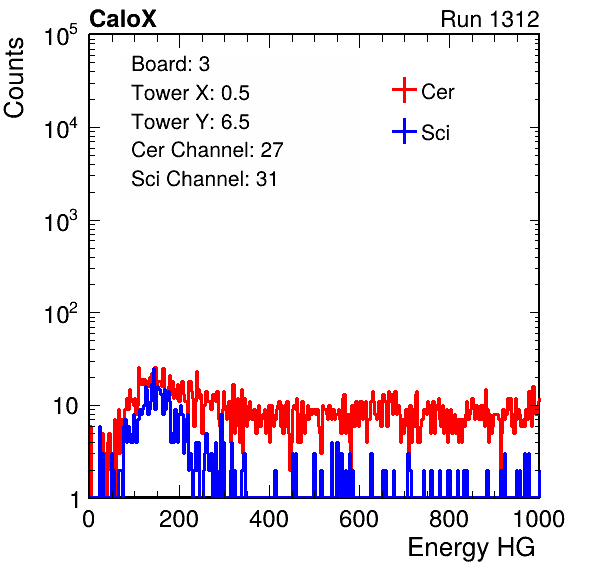 CaloX Run 1312
Counts
10^5
10^4
10^3
10^2
10
1
Board: 3
Tower X: 0.5
Tower Y: 6.5
Cer Channel: 27
Sci Channel: 31
Cer
Sci
0 200 400 600 800 1000
Energy HG